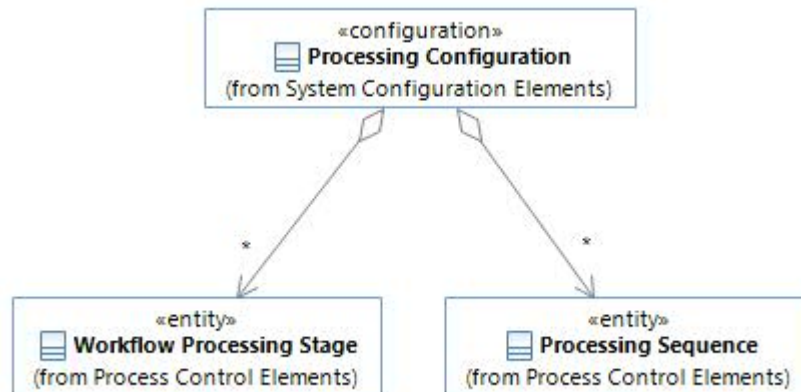 «configuration»
Processing Configuration
(from System Configuration Elements)
*
*
«entity»
Workflow Processing Stage
(from Process Control Elements)
«entity»
Processing Sequence
(from Process Control Elements)